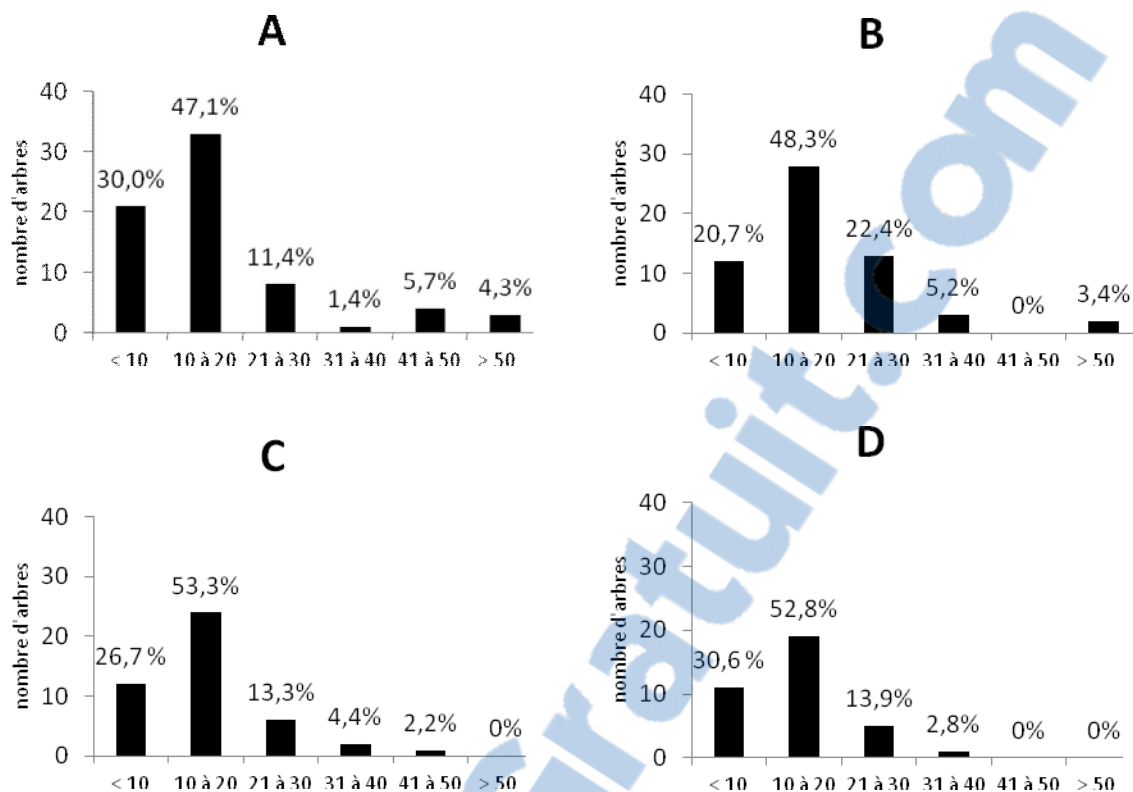 A
nombre d'arbres
40
30
20
10
0
30,0%
47,1%
11,4%
1,4%
5,7%
4,3%
< 10
10 à 20
21 à 30
31 à 40
41 à 50
> 50
B
nombre d'arbres
40
30
20
10
0
20,7 %
48,3%
22,4%
5,2%
0%
3,4%
< 10
10 à 20
21 à 30
31 à 40
41 à 50
> 50
C
nombre d'arbres
40
30
20
10
0
26,7 %
53,3%
13,3%
4,4%
2,2%
0%
< 10
10 à 20
21 à 30
31 à 40
41 à 50
> 50
D
nombre d'arbres
40
30
20
10
0
30,6 %
52,8%
13,9%
2,8%
0%
0%
< 10
10 à 20
21 à 30
31 à 40
41 à 50
> 50
Gratuit.com